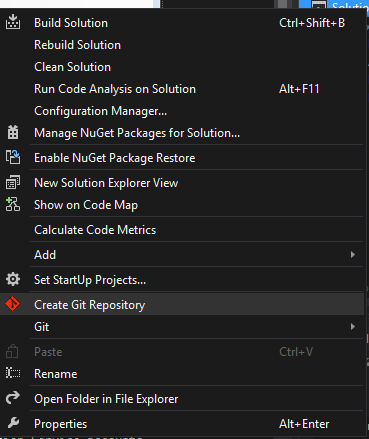 Solutio
Build Solution Ctrl+Shift+B
Rebuild Solution
Clean Solution
Run Code Analysis on Solution Alt+F11
Configuration Manager...
Manage NuGet Packages for Solution...
Enable NuGet Package Restore
New Solution Explorer View
Show on Code Map
Calculate Code Metrics
Add
Set StartUp Projects...
Create Git Repository
Git
Paste Ctrl+V
Rename
Open Folder in File Explorer
Properties Alt+Enter